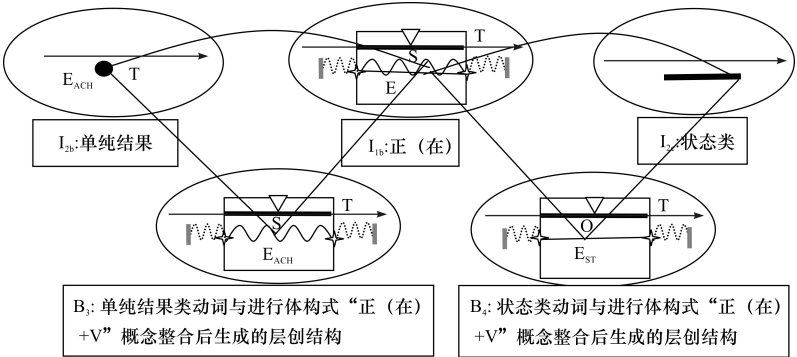 T
E_ACH
T
S
E
T
I_2b:单纯结果
I_1b:正（在）
I_2c:状态类
T
S
E_ACH
T
O
E_ST
B_3: 单纯结果类动词与进行体构式“正（在）
+V”概念整合后生成的层创结构
B_4: 状态类动词与进行体构式“正（在）
+V”概念整合后生成的层创结构